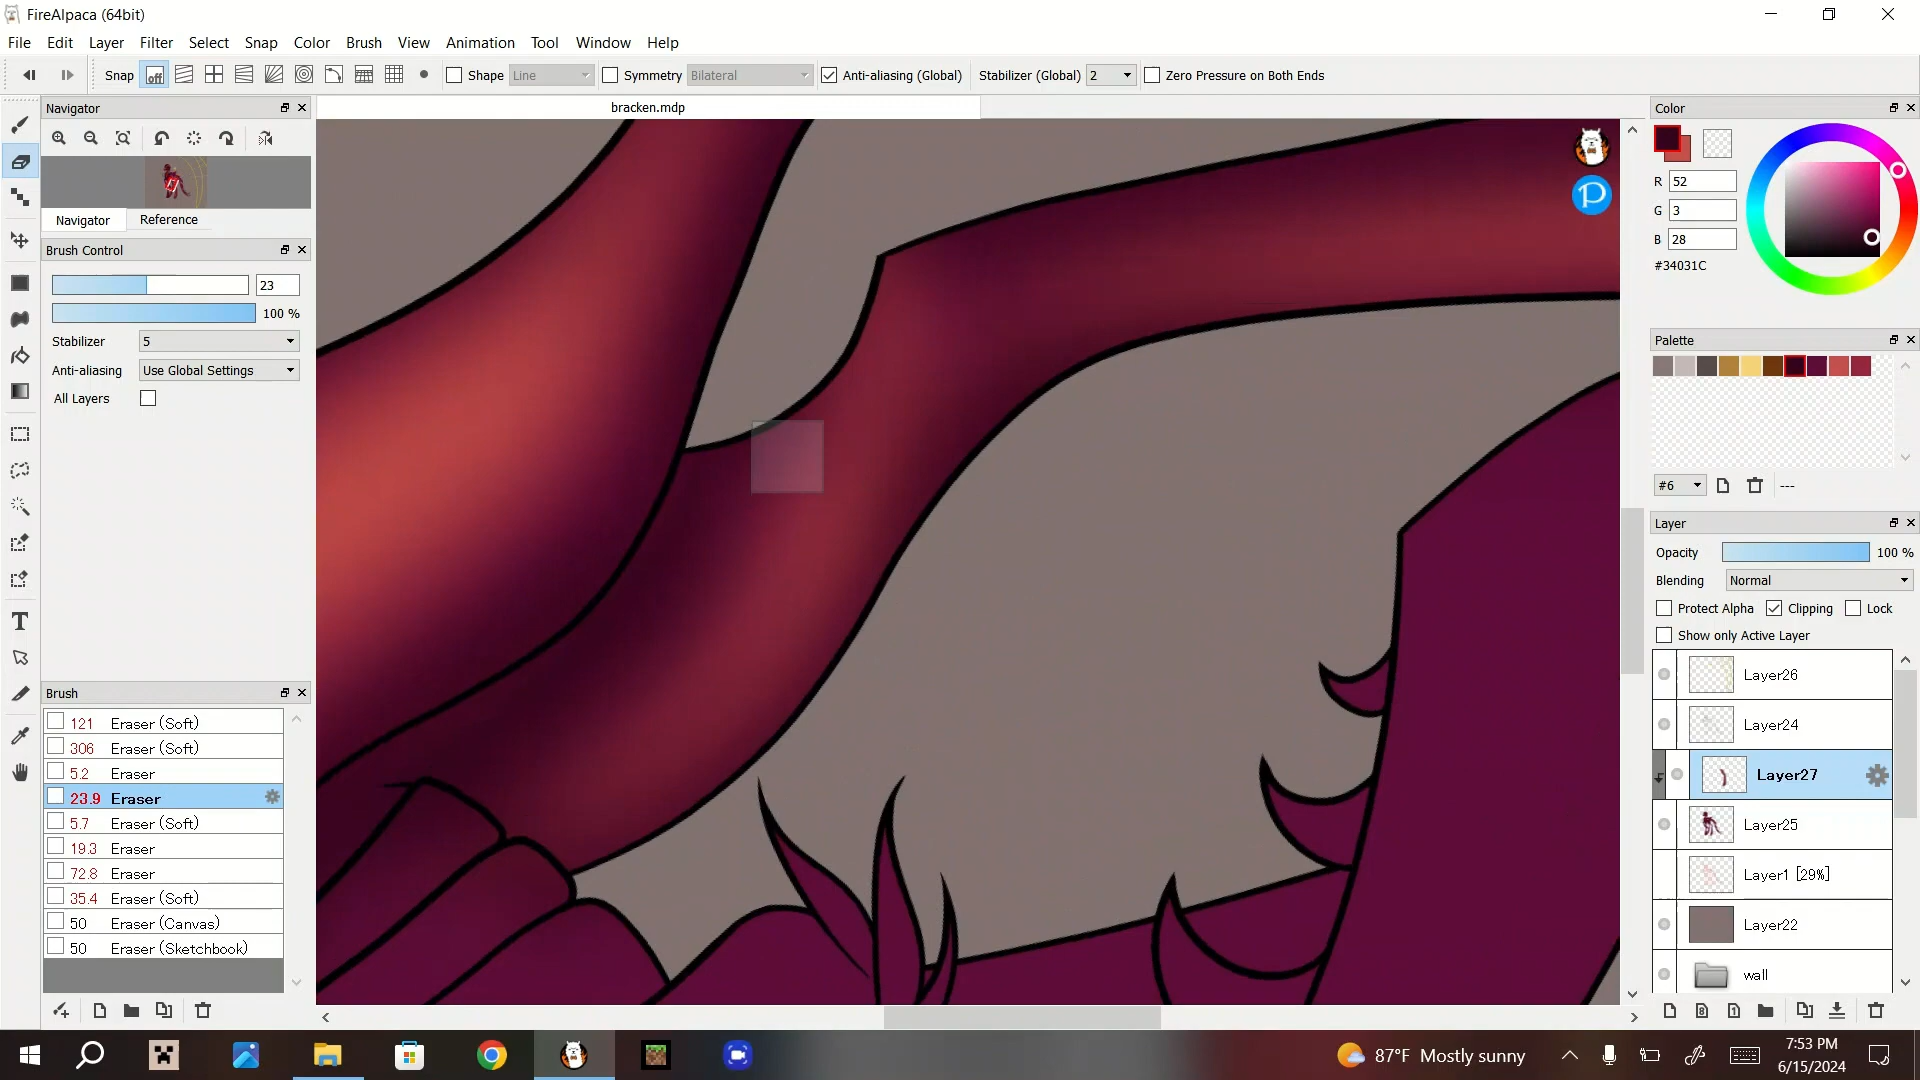 FireAlpaca (64bit)
File Edit Layer Filter Select Snap Color Brush View Animation Tool Window Help
Snap off Shape Line Symmetry Bilateral Anti-aliasing (Global) Stabilizer (Global) 2 Zero Pressure on Both Ends
Navigator
bracken.mdp
Color
R 52
G 3
B 28
#34031C
Navigator Reference
Brush Control
23
100 %
Stabilizer 5
Anti-aliasing Use Global Settings
All Layers
Palette
#6 ---
Layer
Opacity 100 %
Blending Normal
Protect Alpha Clipping Lock
Show only Active Layer
Layer26
Layer24
Layer27
Layer25
Layer1 [29%]
Layer22
wall
Brush
121 Eraser (Soft)
306 Eraser (Soft)
5.2 Eraser
23.9 Eraser
5.7 Eraser (Soft)
19.3 Eraser
72.8 Eraser
35.4 Eraser (Soft)
50 Eraser (Canvas)
50 Eraser (Sketchbook)
87°F Mostly sunny
7:53 PM
6/15/2024